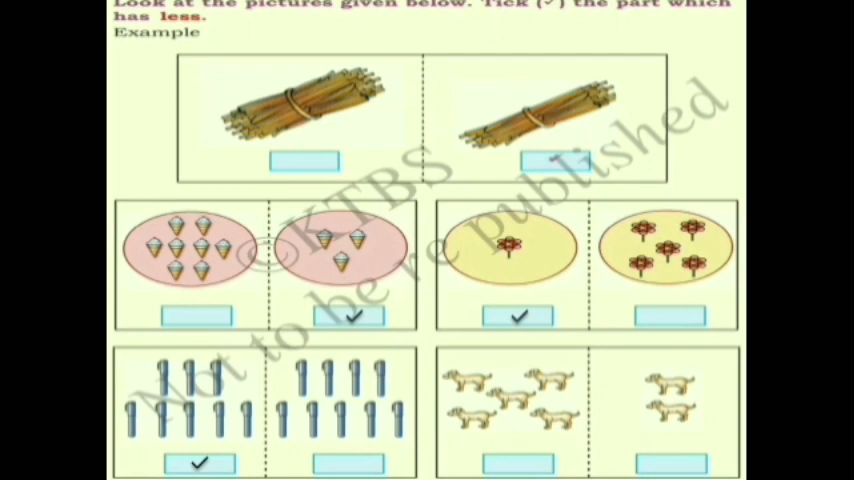 Look at the pictures given below. Tick (✓) the part which
has less.
Example
©KTBS
Not to be re published